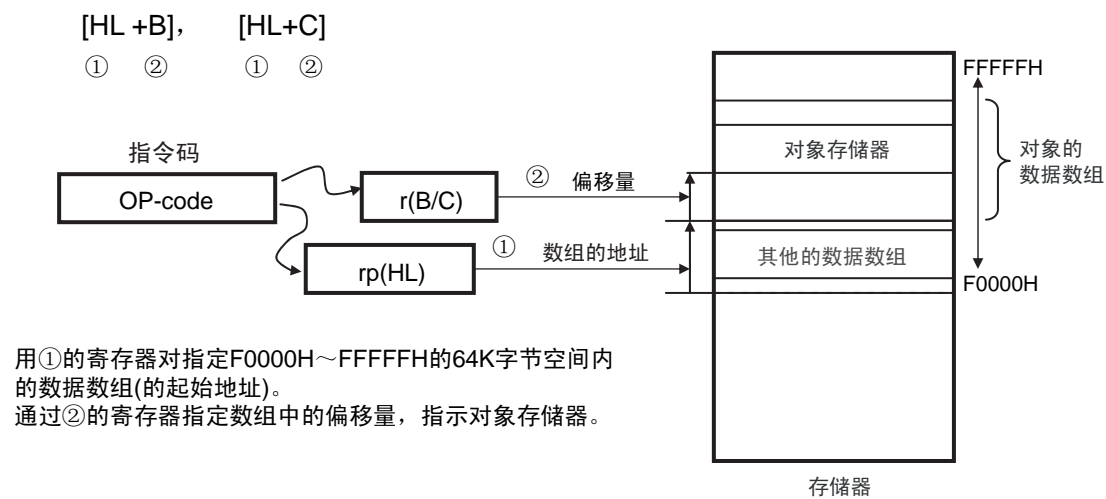 [HL +B]， [HL+C]
① ② ① ②
指令码
OP-code
r(B/C)
② 偏移量
rp(HL)
① 数组的地址
FFFFFH
对象存储器
对象的
数据数组
其他的数据数组
F0000H
存储器
用①的寄存器对指定F0000H～FFFFFH的64K字节空间内
的数据数组(的起始地址)。
通过②的寄存器指定数组中的偏移量，指示对象存储器。